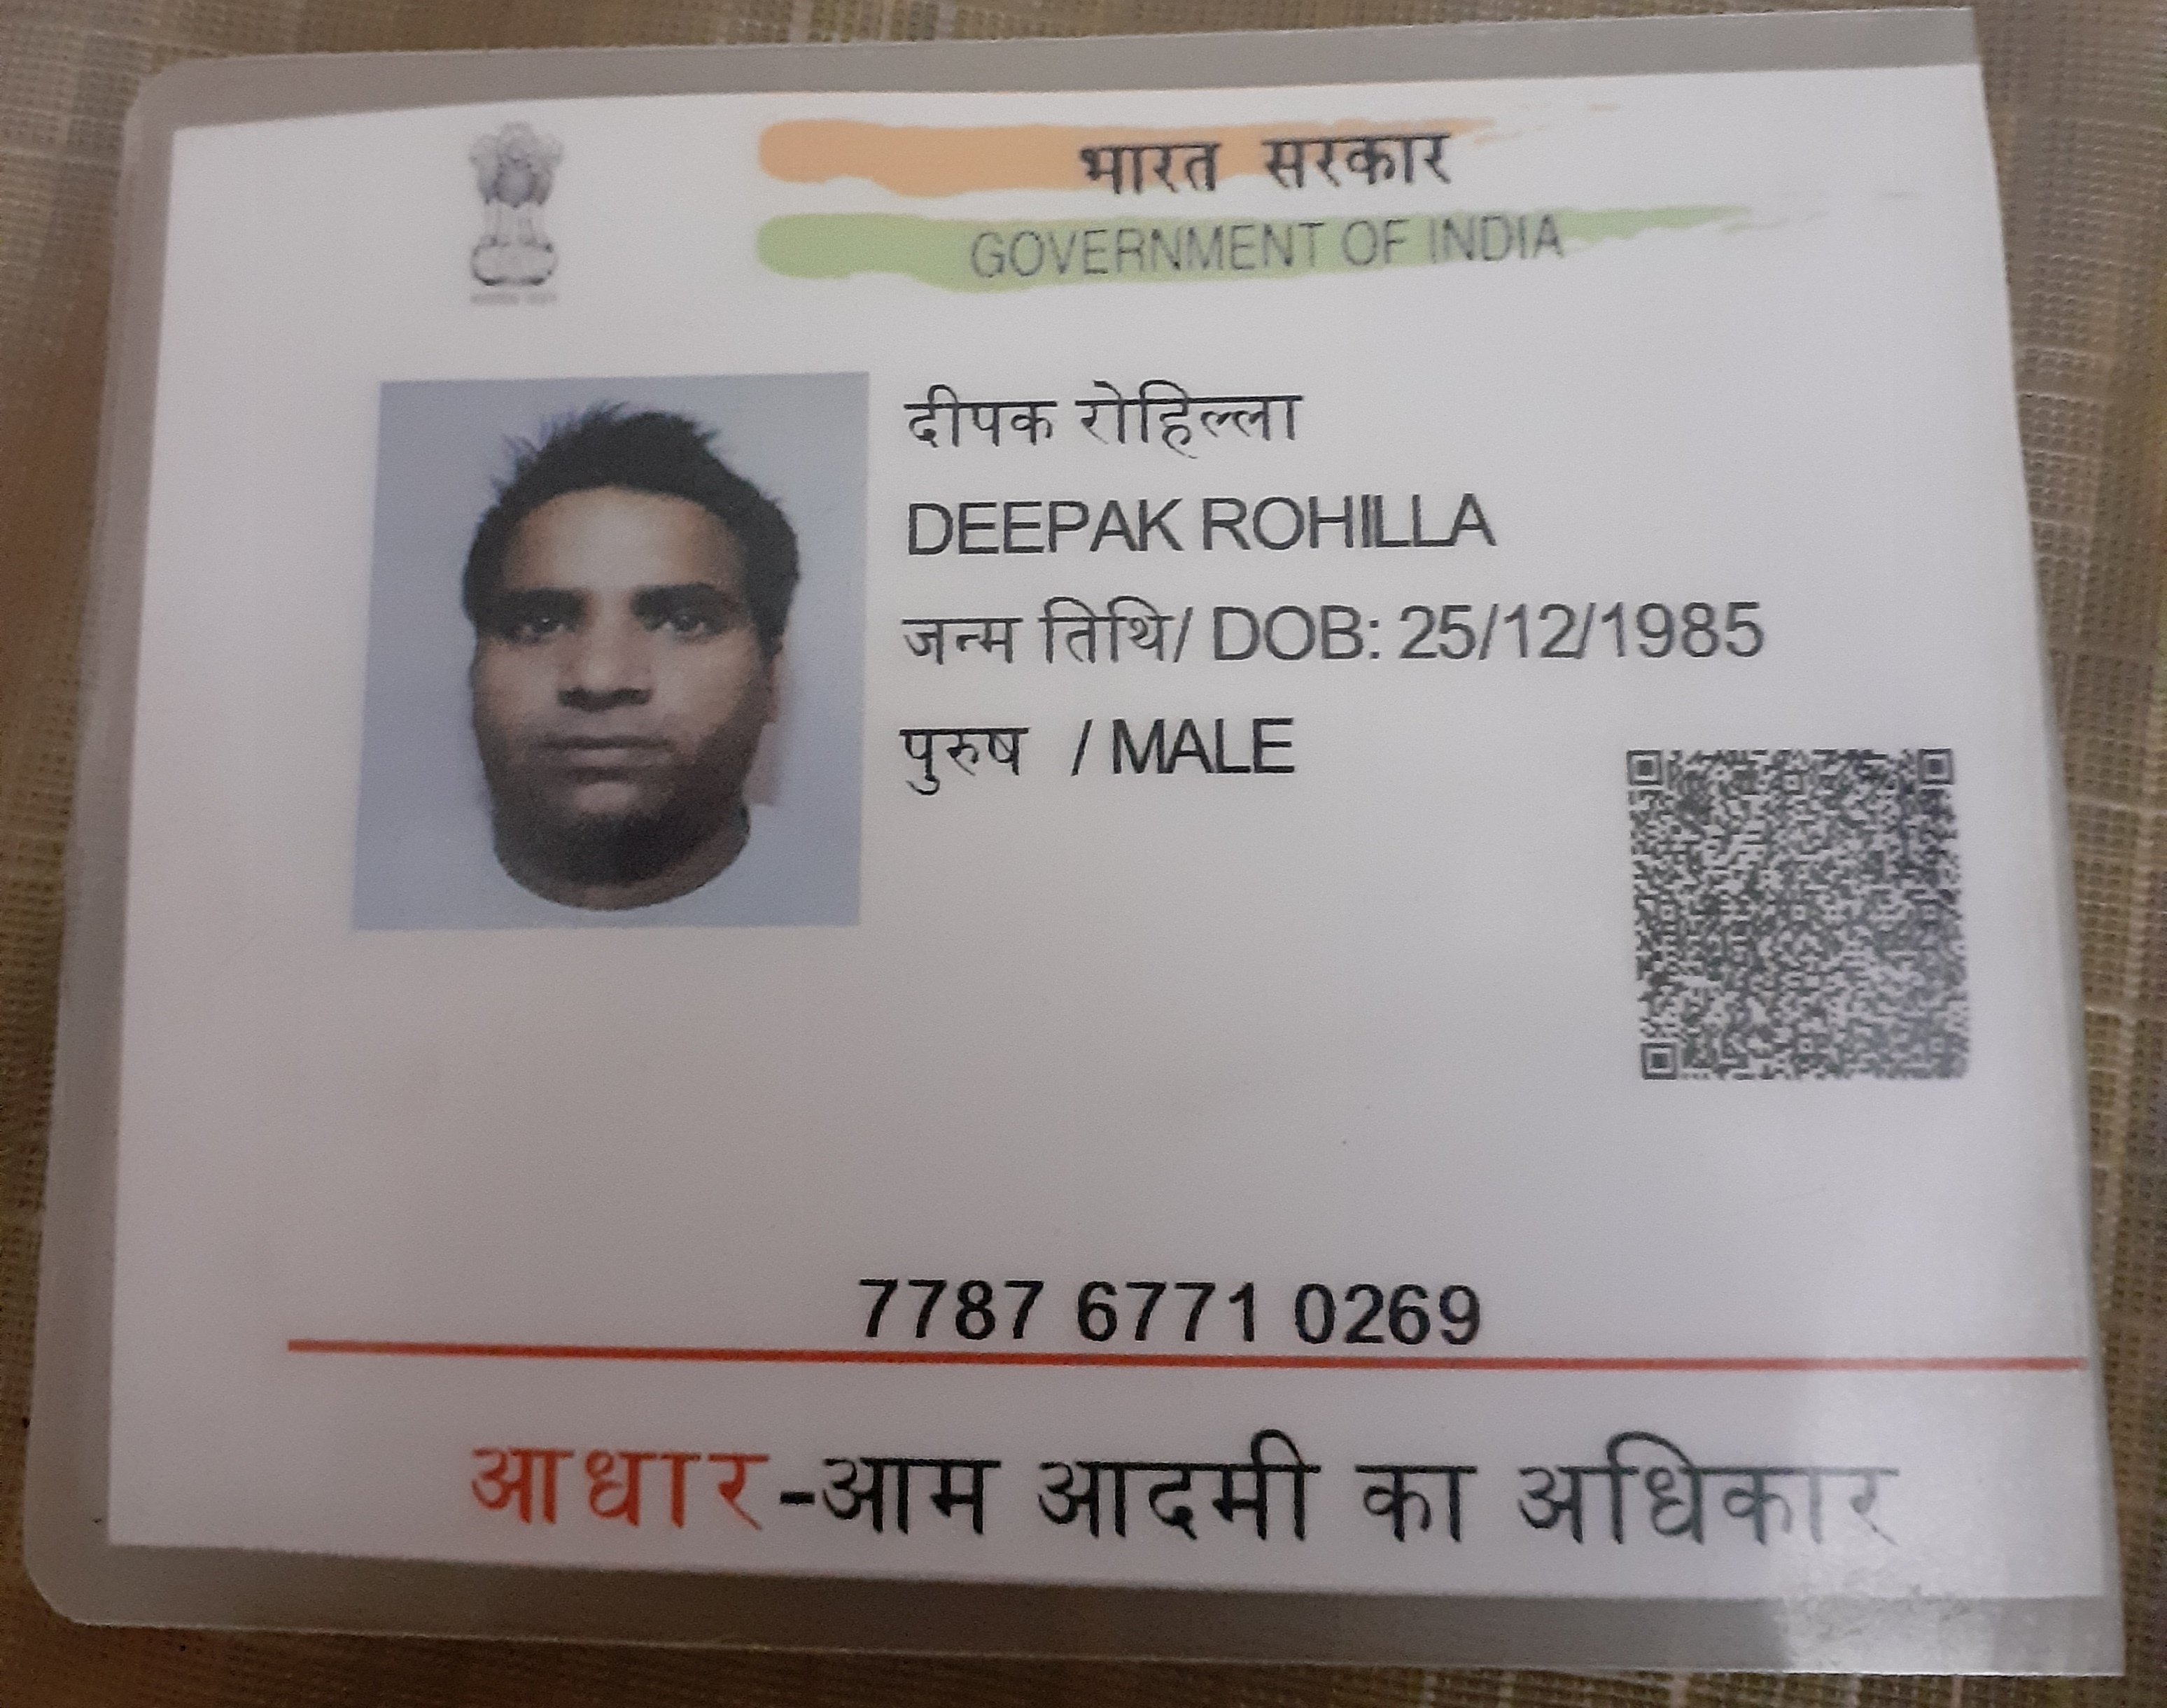 भारत सरकार
GOVERNMENT OF INDIA
दीपक रोहिल्ला
DEEPAK ROHILLA
जन्म तिथि/ DOB: 25/12/1985
पुरुष / MALE
7787 6771 0269
आधार-आम आदमी का अधिकार